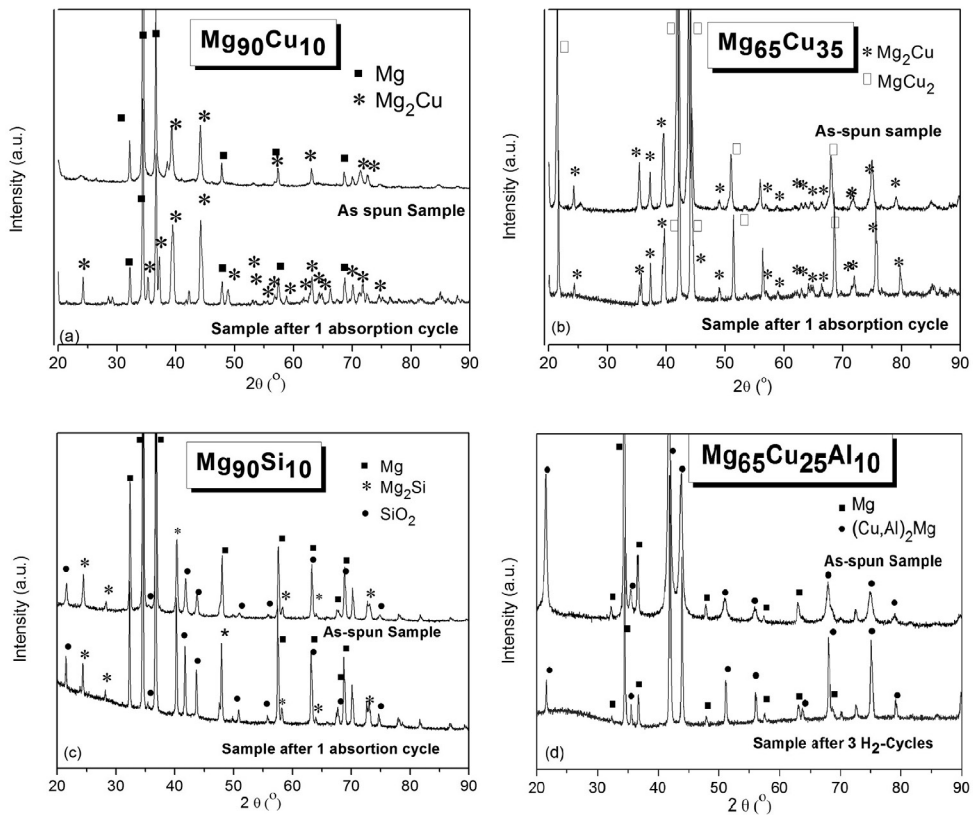 Mg90Cu10
■ Mg
* Mg2Cu
Intensity (a.u.)
As spun Sample
Sample after 1 absorption cycle
(a)
20 30 40 50 60 70 80 90
2θ (°)
Mg65Cu35
* Mg2Cu
▯ MgCu2
Intensity (a.u.)
As-spun sample
Sample after 1 absorption cycle
(b)
20 30 40 50 60 70 80 90
2θ (°)
Mg90Si10
■ Mg
* Mg2Si
● SiO2
Intensity (a.u.)
As-spun Sample
Sample after 1 absortion cycle
(c)
20 30 40 50 60 70 80 90
2 θ (°)
Mg65Cu25Al10
■ Mg
● (Cu,Al)2Mg
Intensity (a.u.)
As-spun Sample
Sample after 3 H2-Cycles
(d)
20 30 40 50 60 70 80 90
2 θ (°)